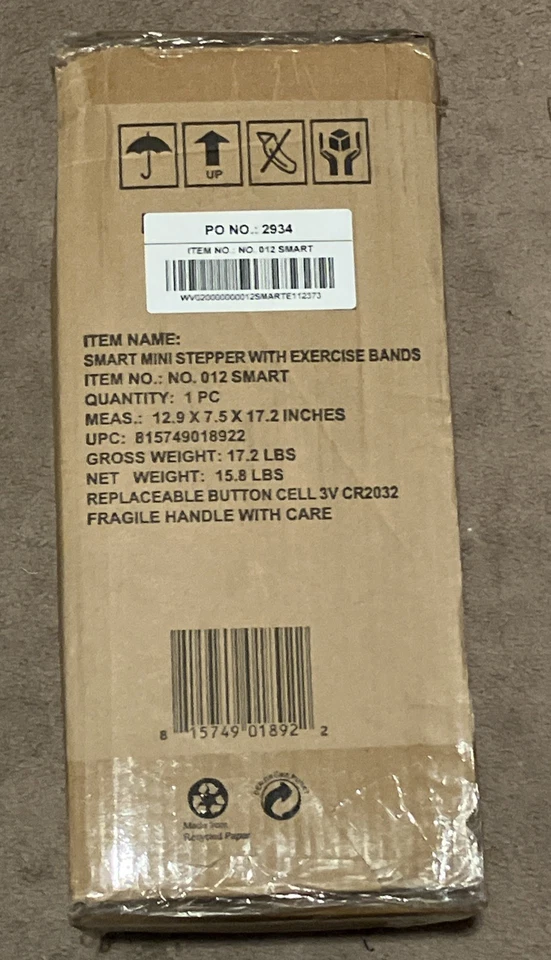 UP
PO NO.: 2934
ITEM NO.: NO. 012 SMART
WV020000000012SMARTE112373
ITEM NAME:
SMART MINI STEPPER WITH EXERCISE BANDS
ITEM NO.: NO. 012 SMART
QUANTITY: 1 PC
MEAS.: 12.9 X 7.5 X 17.2 INCHES
UPC: 815749018922
GROSS WEIGHT: 17.2 LBS
NET WEIGHT: 15.8 LBS
REPLACEABLE BUTTON CELL 3V CR2032
FRAGILE HANDLE WITH CARE
8 15749 01892 2
Made from
Recycled Paper